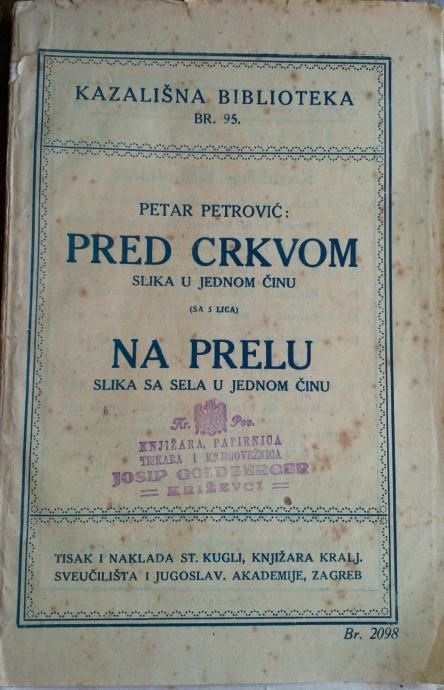 KAZALIŠNA BIBLIOTEKA
BR. 95.
PETAR PETROVIĆ:
PRED CRKVOM
SLIKA U JEDNOM ČINU
(SA 5 LICA)
NA PRELU
SLIKA SA SELA U JEDNOM ČINU
Kr. Pov.
KNJIŽARA, PAPIRNICA
TISKARA I KNJIGOVEŽNICA
JOSIP GOLDBERGER
KRIŽEVCI
TISAK I NAKLADA ST. KUGLI, KNJIŽARA KRALJ.
SVEUČILIŠTA I JUGOSLAV. AKADEMIJE, ZAGREB
Br. 2098